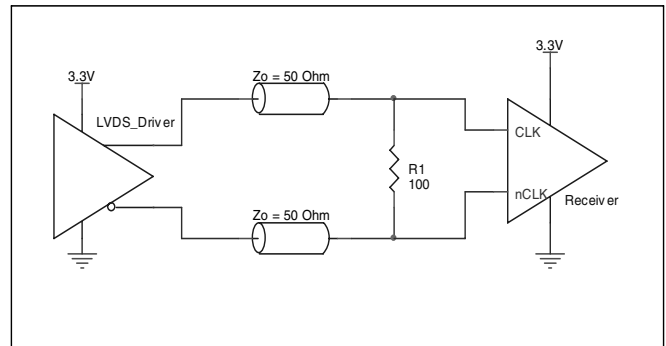 3.3V
3.3V
Zo = 50 Ohm
LVDS_Driver
CLK
R1
100
nCLK
Receiver
Zo = 50 Ohm